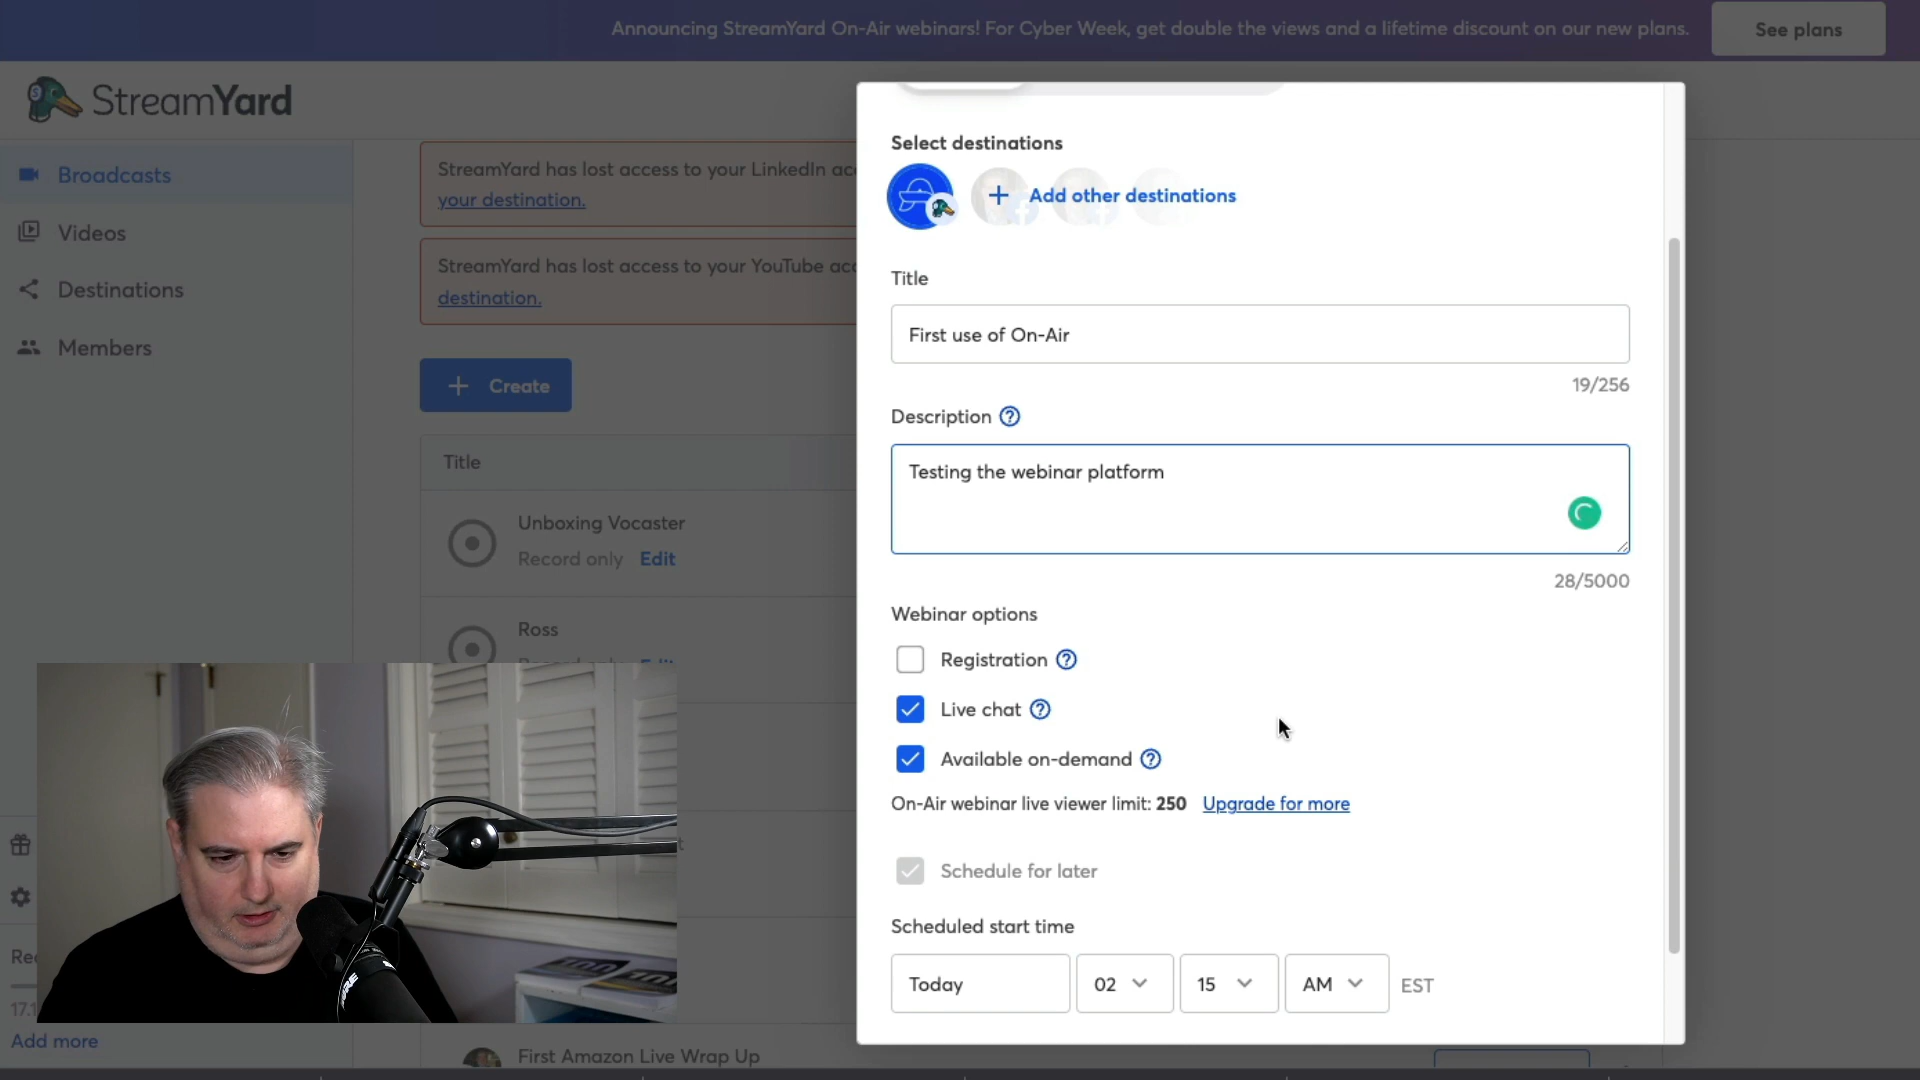 Announcing StreamYard On-Air webinars! For Cyber Week, get double the views and a lifetime discount on our new plans.
See plans
StreamYard
Broadcasts
Videos
Destinations
Members
StreamYard has lost access to your LinkedIn
your destination.
StreamYard has lost access to your YouTube
destination.
Create
Title
Unboxing Vocaster
Record only Edit
Ross
Edit
First Amazon Live Wrap Up
Add more
Select destinations
Add other destinations
Title
First use of On-Air
19/256
Description
Testing the webinar platform
28/5000
Webinar options
Registration
Live chat
Available on-demand
On-Air webinar live viewer limit: 250 Upgrade for more
Schedule for later
Scheduled start time
Today 02 15 AM EST